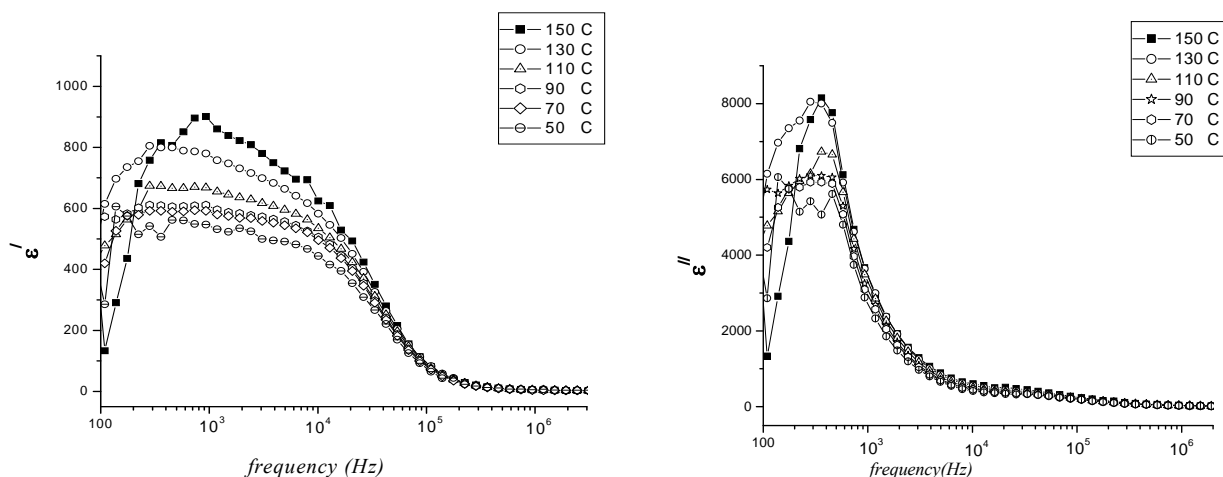 150 C
130 C
110 C
90 C
70 C
50 C
1000
800
600
400
200
0
ε′
100 10³ 10⁴ 10⁵ 10⁶
frequency (Hz)
150 C
130 C
110 C
90 C
70 C
50 C
8000
6000
4000
2000
0
ε″
100 10³ 10⁴ 10⁵ 10⁶
frequency(Hz)